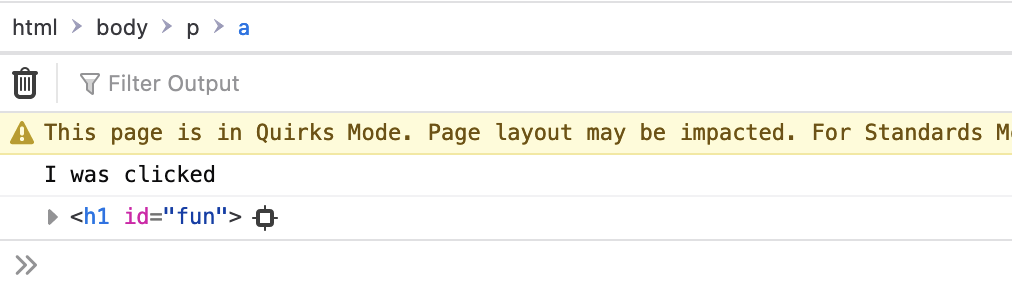 html > body > p > a
Filter Output
This page is in Quirks Mode. Page layout may be impacted. For Standards
I was clicked
<h1 id="fun">